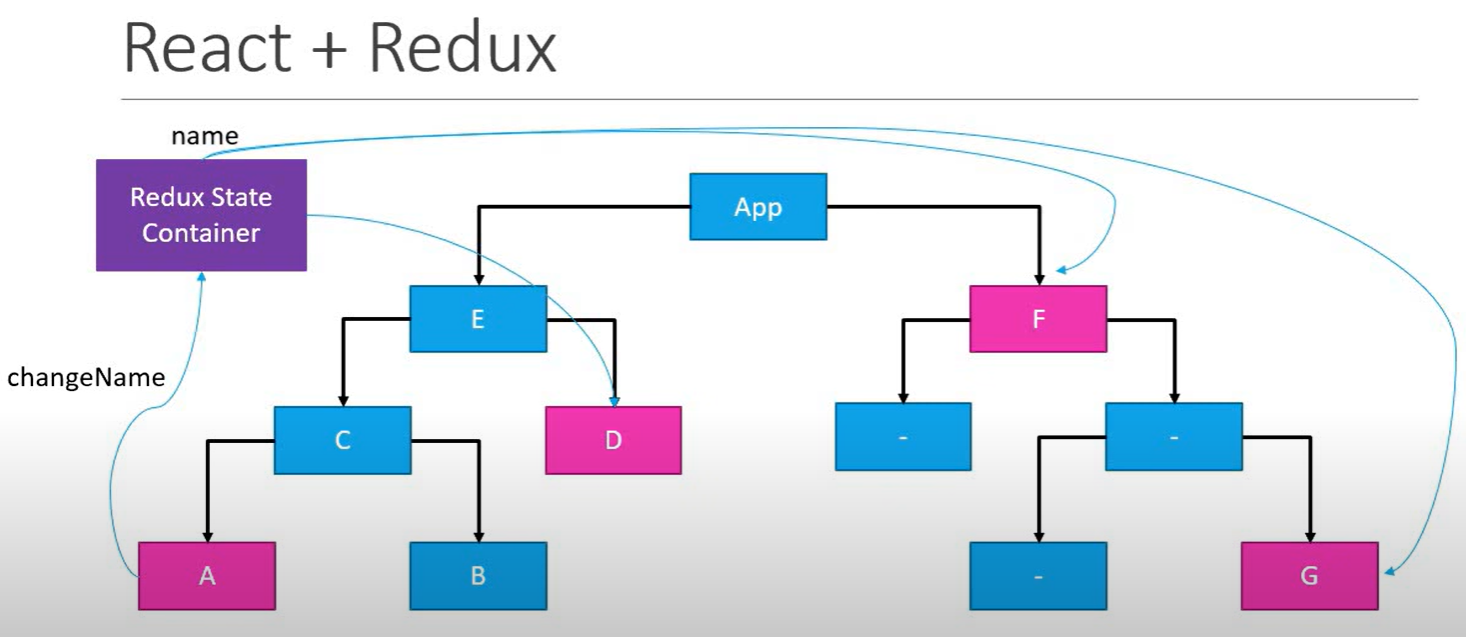 React + Redux
name
Redux State
Container
App
E
F
changeName
C
D
-
-
A
B
-
G